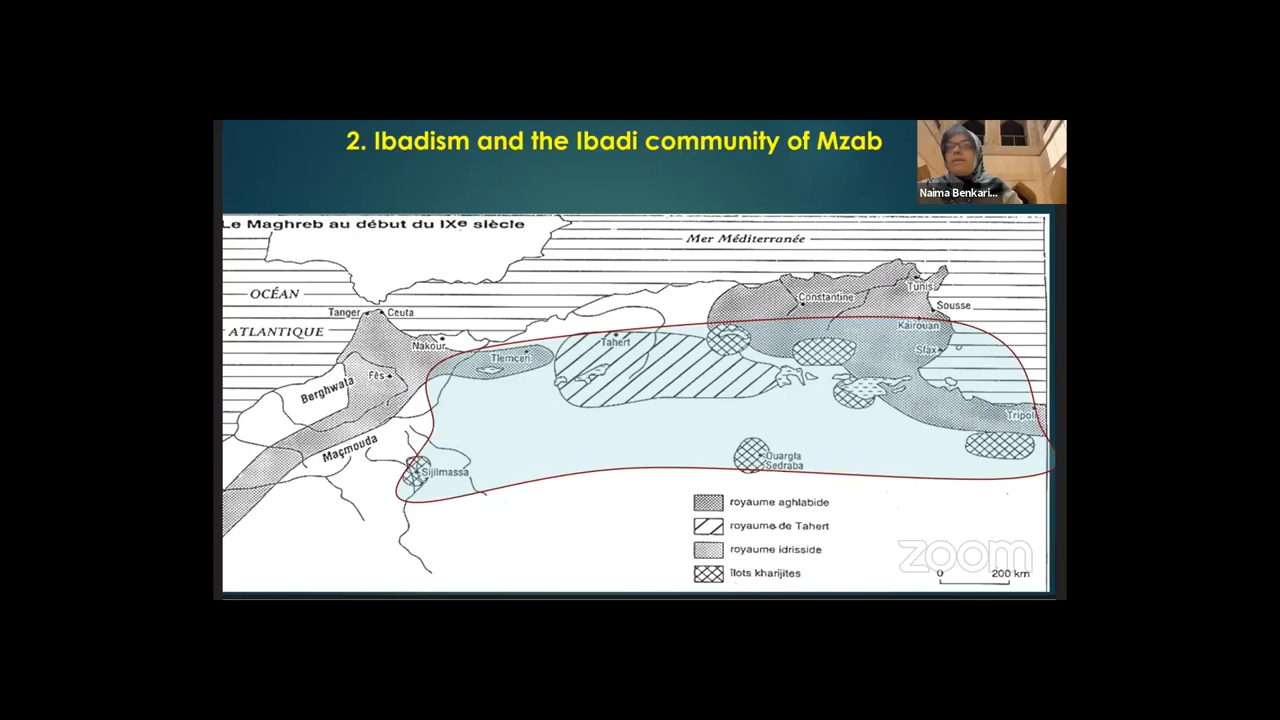 2. Ibadism and the Ibadi community of Mzab
Naima Benkari...
Le Maghreb au début du IXe siècle
Mer Méditerranée
OCÉAN
ATLANTIQUE
Tanger
Ceuta
Nakour
Fès
Berghwata
Maçmouda
Sijilmassa
Tlemcen
Tahert
Constantine
Tunis
Sousse
Kairouan
Sfax
Tripoli
Ouargla
Sedraba
royaume aghlabide
royaume de Tahert
royaume idrisside
îlots kharijites
zoom
0 200 km